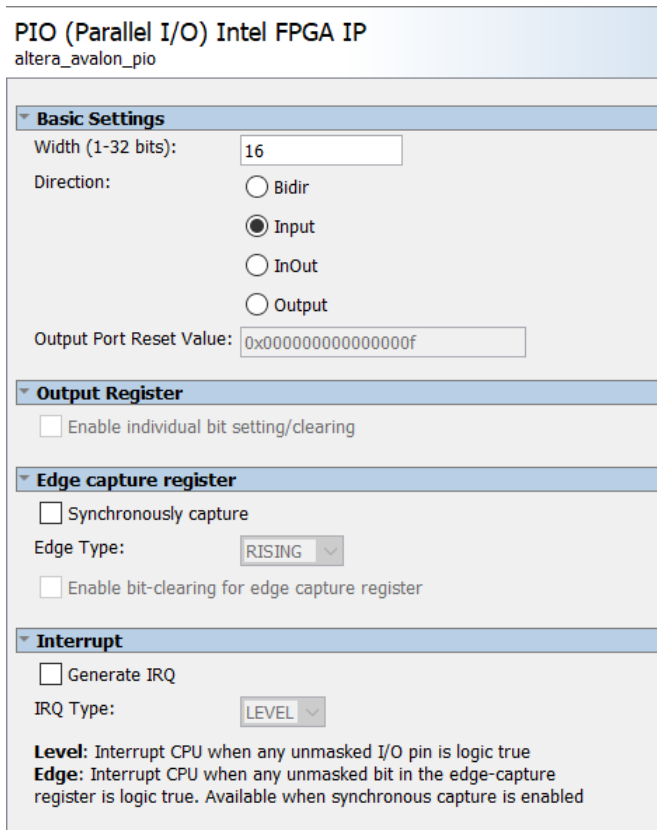 PIO (Parallel I/O) Intel FPGA IP
altera_avalon_pio
Basic Settings
Width (1-32 bits): 16
Direction: Bidir
Input
InOut
Output
Output Port Reset Value: 0x000000000000000f
Output Register
Enable individual bit setting/clearing
Edge capture register
Synchronously capture
Edge Type: RISING
Enable bit-clearing for edge capture register
Interrupt
Generate IRQ
IRQ Type: LEVEL
Level: Interrupt CPU when any unmasked I/O pin is logic true
Edge: Interrupt CPU when any unmasked bit in the edge-capture
register is logic true. Available when synchronous capture is enabled